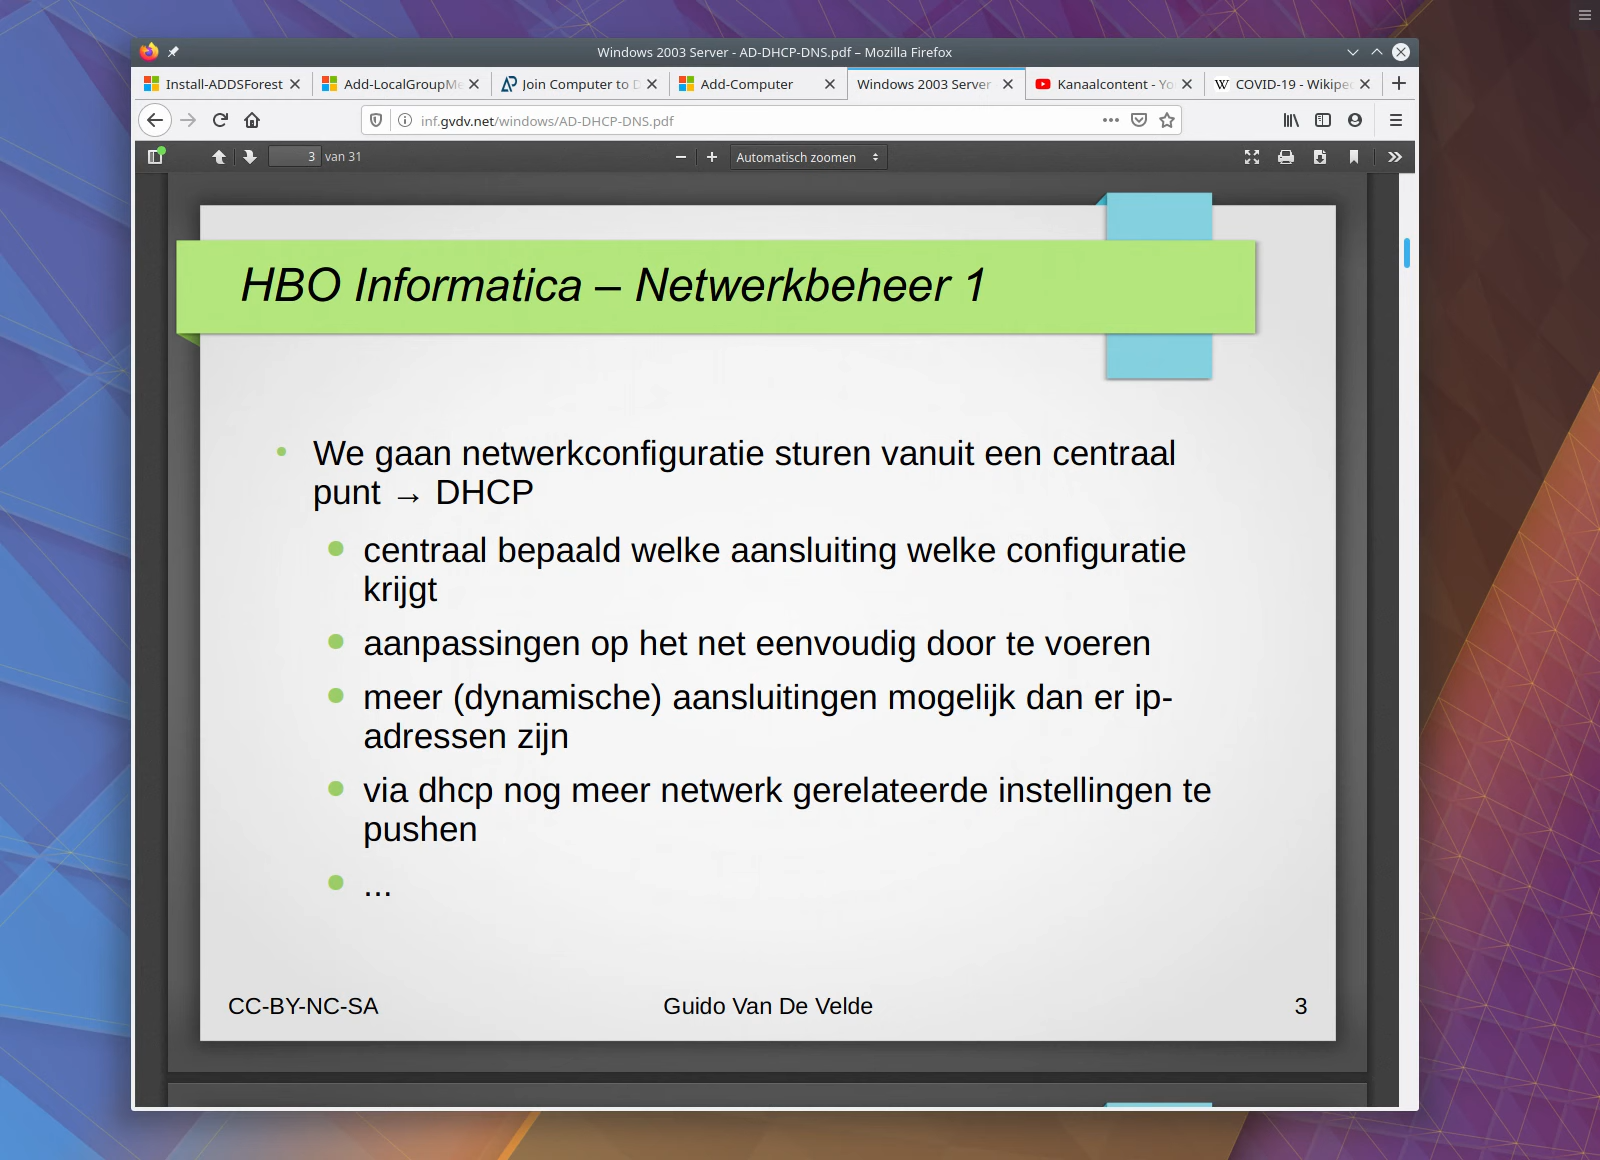 Windows 2003 Server - AD-DHCP-DNS.pdf – Mozilla Firefox
Install-ADDSForest
Add-LocalGroupMe
Join Computer to D
Add-Computer
Windows 2003 Server
Kanaalcontent - Yo
W COVID-19 - Wikipe
inf.gvdv.net/windows/AD-DHCP-DNS.pdf
3 van 31
Automatisch zoomen
HBO Informatica – Netwerkbeheer 1
We gaan netwerkconfiguratie sturen vanuit een centraal
punt → DHCP
centraal bepaald welke aansluiting welke configuratie
krijgt
aanpassingen op het net eenvoudig door te voeren
meer (dynamische) aansluitingen mogelijk dan er ip-
adressen zijn
via dhcp nog meer netwerk gerelateerde instellingen te
pushen
...
CC-BY-NC-SA
Guido Van De Velde
3